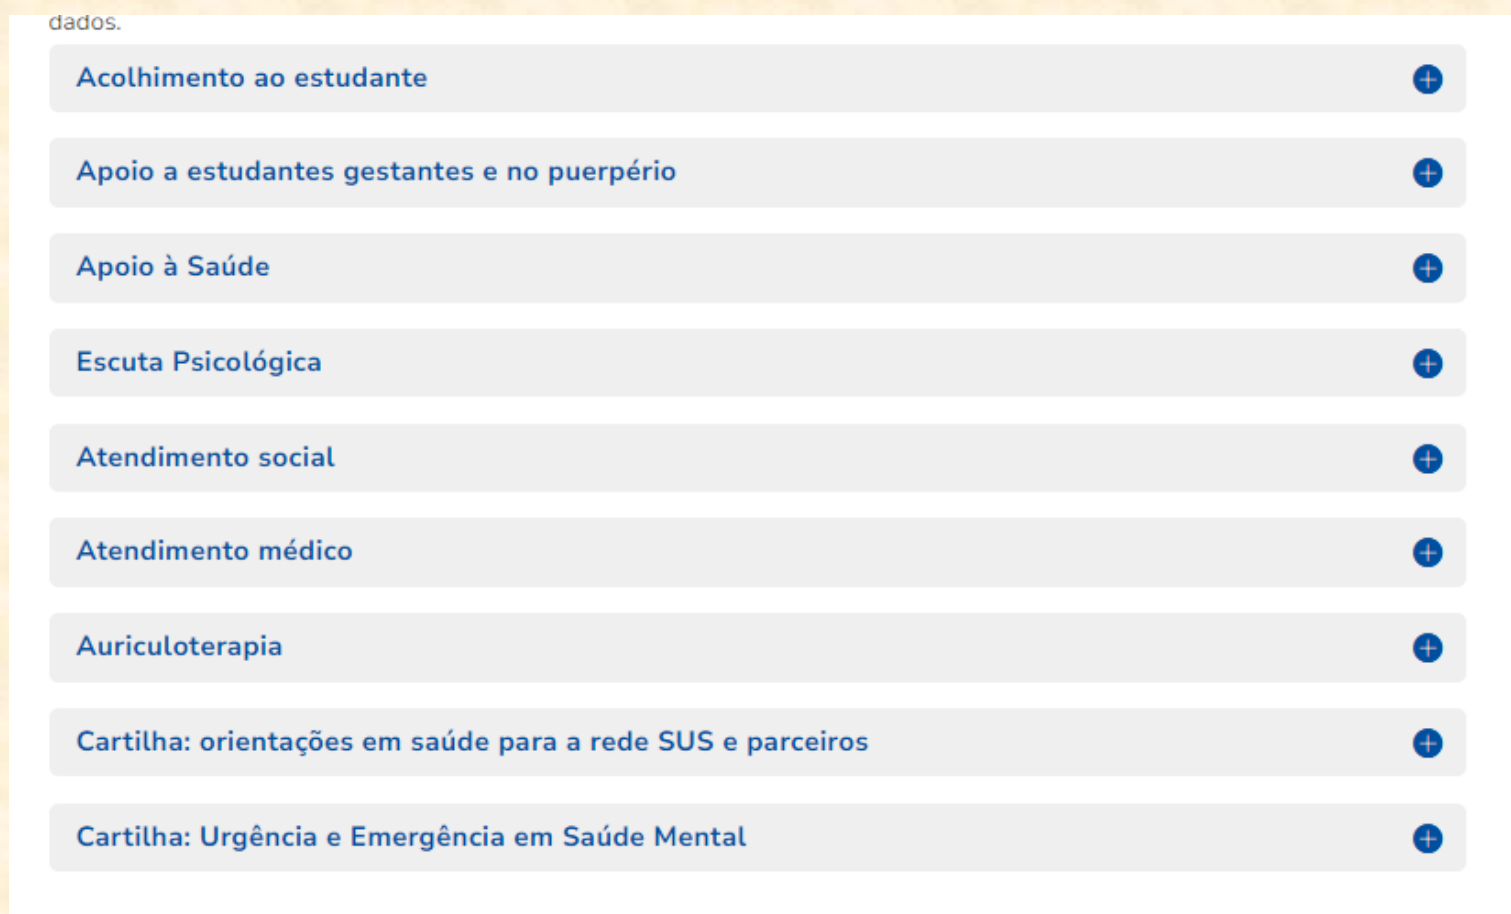 dados.
Acolhimento ao estudante
Apoio a estudantes gestantes e no puerpério
Apoio à Saúde
Escuta Psicológica
Atendimento social
Atendimento médico
Auriculoterapia
Cartilha: orientações em saúde para a rede SUS e parceiros
Cartilha: Urgência e Emergência em Saúde Mental